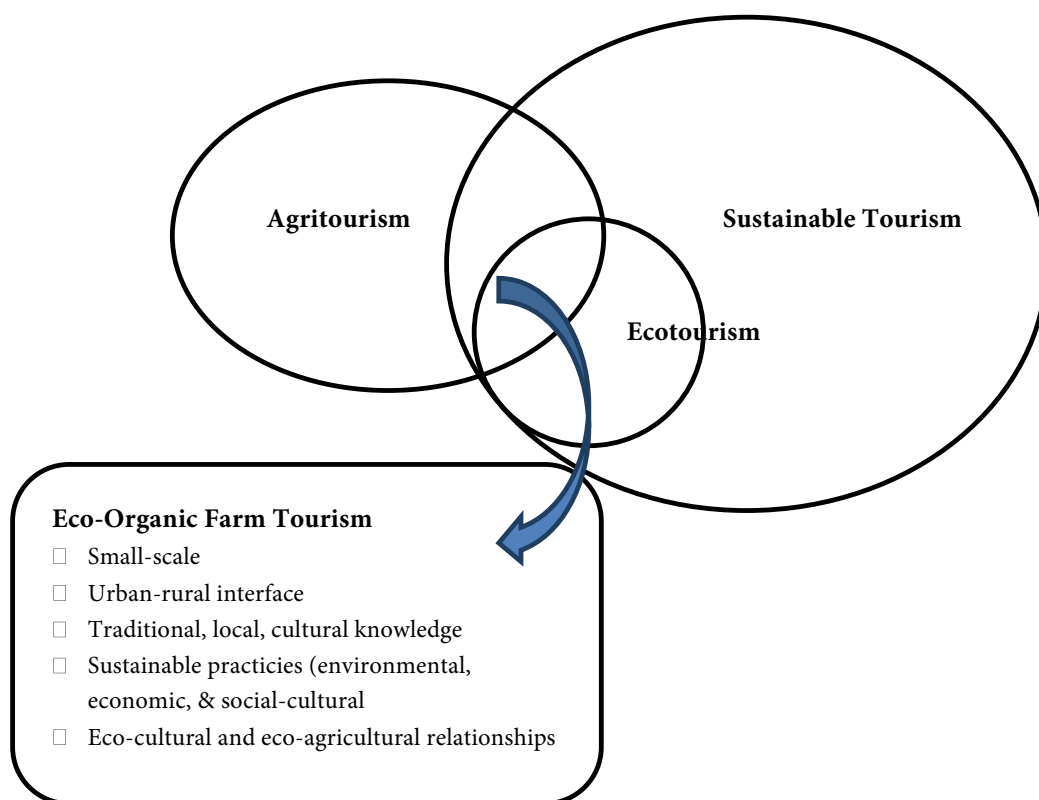 Agritourism
Sustainable Tourism
Ecotourism
Eco-Organic Farm Tourism
Small-scale
Urban-rural interface
Traditional, local, cultural knowledge
Sustainable practicies (environmental,
economic, & social-cultural
Eco-cultural and eco-agricultural relationships